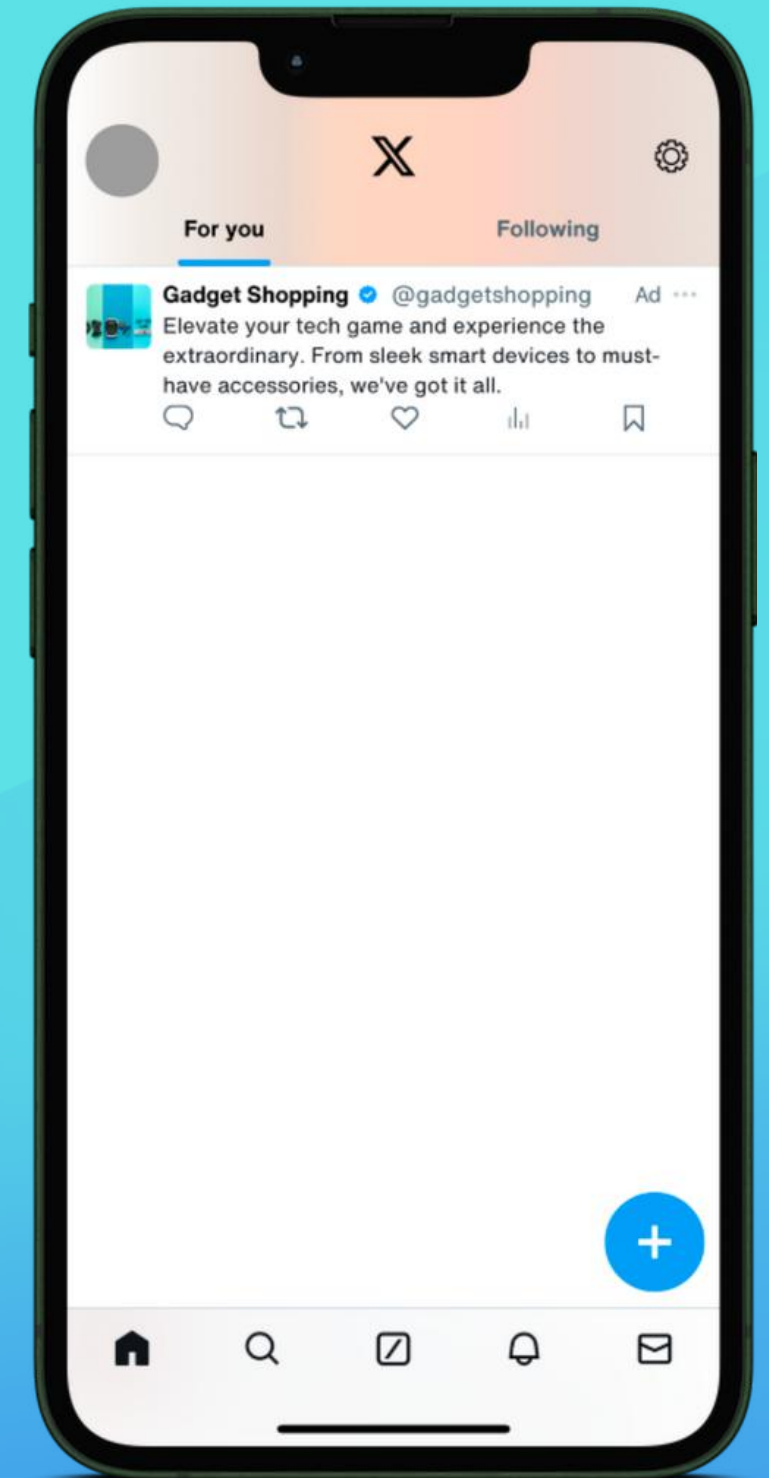 X
For you Following
Gadget Shopping @gadgetshopping Ad
Elevate your tech game and experience the
extraordinary. From sleek smart devices to must-
have accessories, we've got it all.